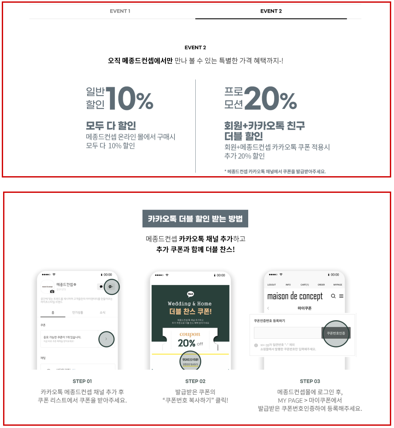 EVENT 1
EVENT 2
EVENT 2
오직 메종드컨셉에서만 만나 볼 수 있는 특별한 가격 혜택까지~!
일반 할인 10%
모두 다 할인
메종드컨셉 온라인 몰에서 구매시
모두 다 10% 할인
프로모션 20%
회원+카카오톡 친구
더블 할인
회원+메종드컨셉 카카오톡 쿠폰 적용시
추가 20% 할인
* 메종드컨셉 카카오톡 채널에서 쿠폰을 발급받아주세요.
카카오톡 더블 할인 받는 방법
메종드컨셉 카카오톡 채널 추가하고
추가 쿠폰과 함께 더블 찬스!
메종드컨셉
Wedding & Home
더블 할인 쿠폰!
COUPON
20% OFF
maison de concept
마이쿠폰
STEP 01
카카오톡 메종드컨셉 채널 추가 후
쿠폰 리스트에서 쿠폰을 받아주세요.
STEP 02
발급받은 쿠폰의
"쿠폰번호 복사하기" 클릭!
STEP 03
메종드컨셉몰에 로그인 후,
MY PAGE > 마이쿠폰에서
발급받은 쿠폰번호인증하여 등록해주세요.